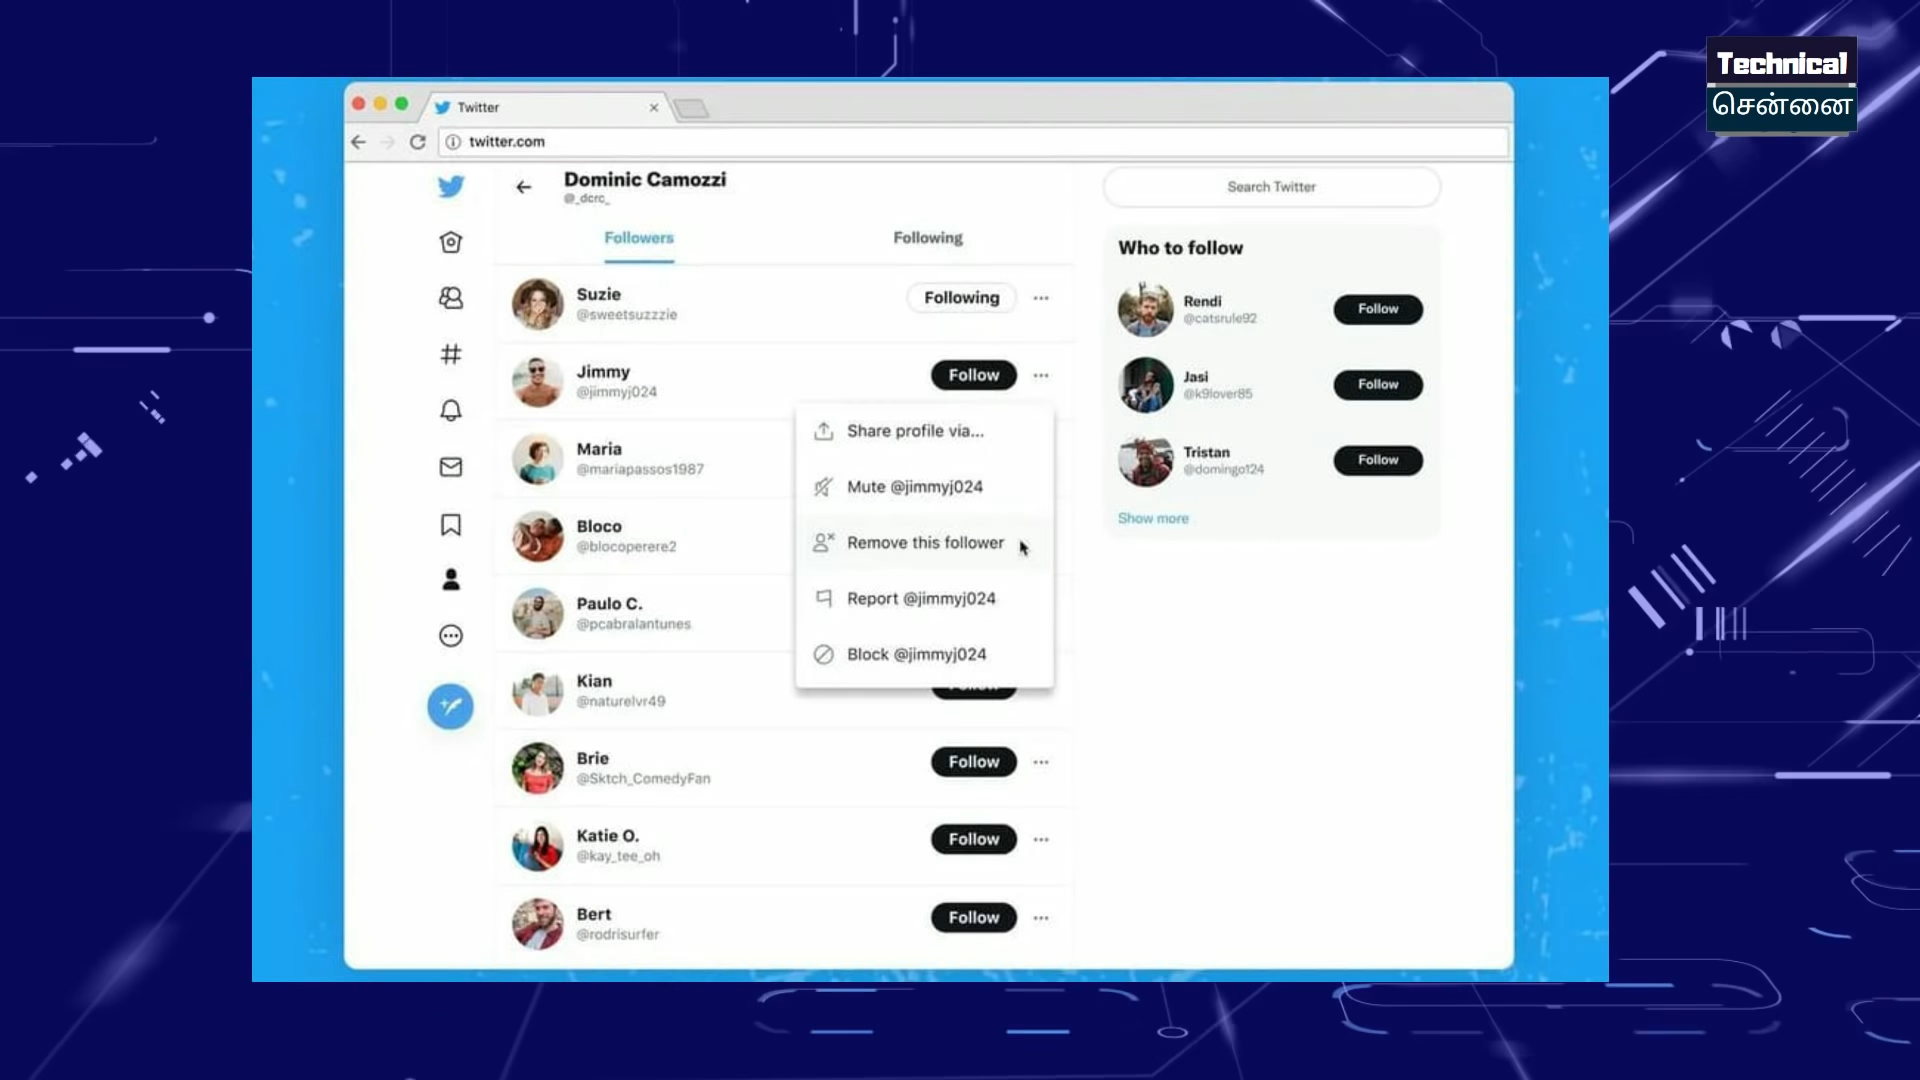 Technical
சென்னை
Twitter
twitter.com
Dominic Camozzi
@_dcrc_
Followers
Following
Search Twitter
Who to follow
Rendi
@catsrule92
Follow
Jasi
@k9lover85
Follow
Tristan
@domingo124
Follow
Show more
Suzie
@sweetsuzzzie
Following
Jimmy
@jimmyj024
Follow
Share profile via...
Mute @jimmyj024
Remove this follower
Report @jimmyj024
Block @jimmyj024
Maria
@mariapassos1987
Bloco
@blocoperere2
Paulo C.
@pcabralantunes
Kian
@naturelvr49
Brie
@Sktch_ComedyFan
Follow
Katie O.
@kay_tee_oh
Follow
Bert
@rodrisurfer
Follow